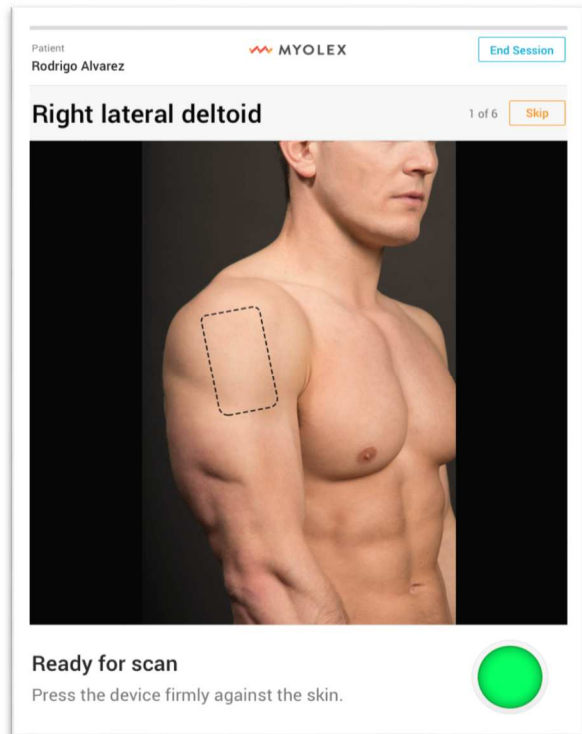 Patient
Rodrigo Alvarez
MYOLEX
End Session
Right lateral deltoid
1 of 6
Skip
Ready for scan
Press the device firmly against the skin.